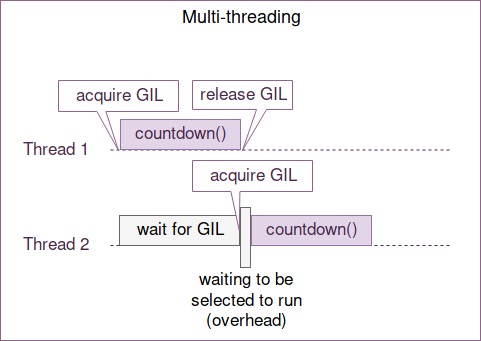 Multi-threading
acquire GIL
release GIL
countdown()
Thread 1
acquire GIL
wait for GIL
countdown()
Thread 2
waiting to be
selected to run
(overhead)